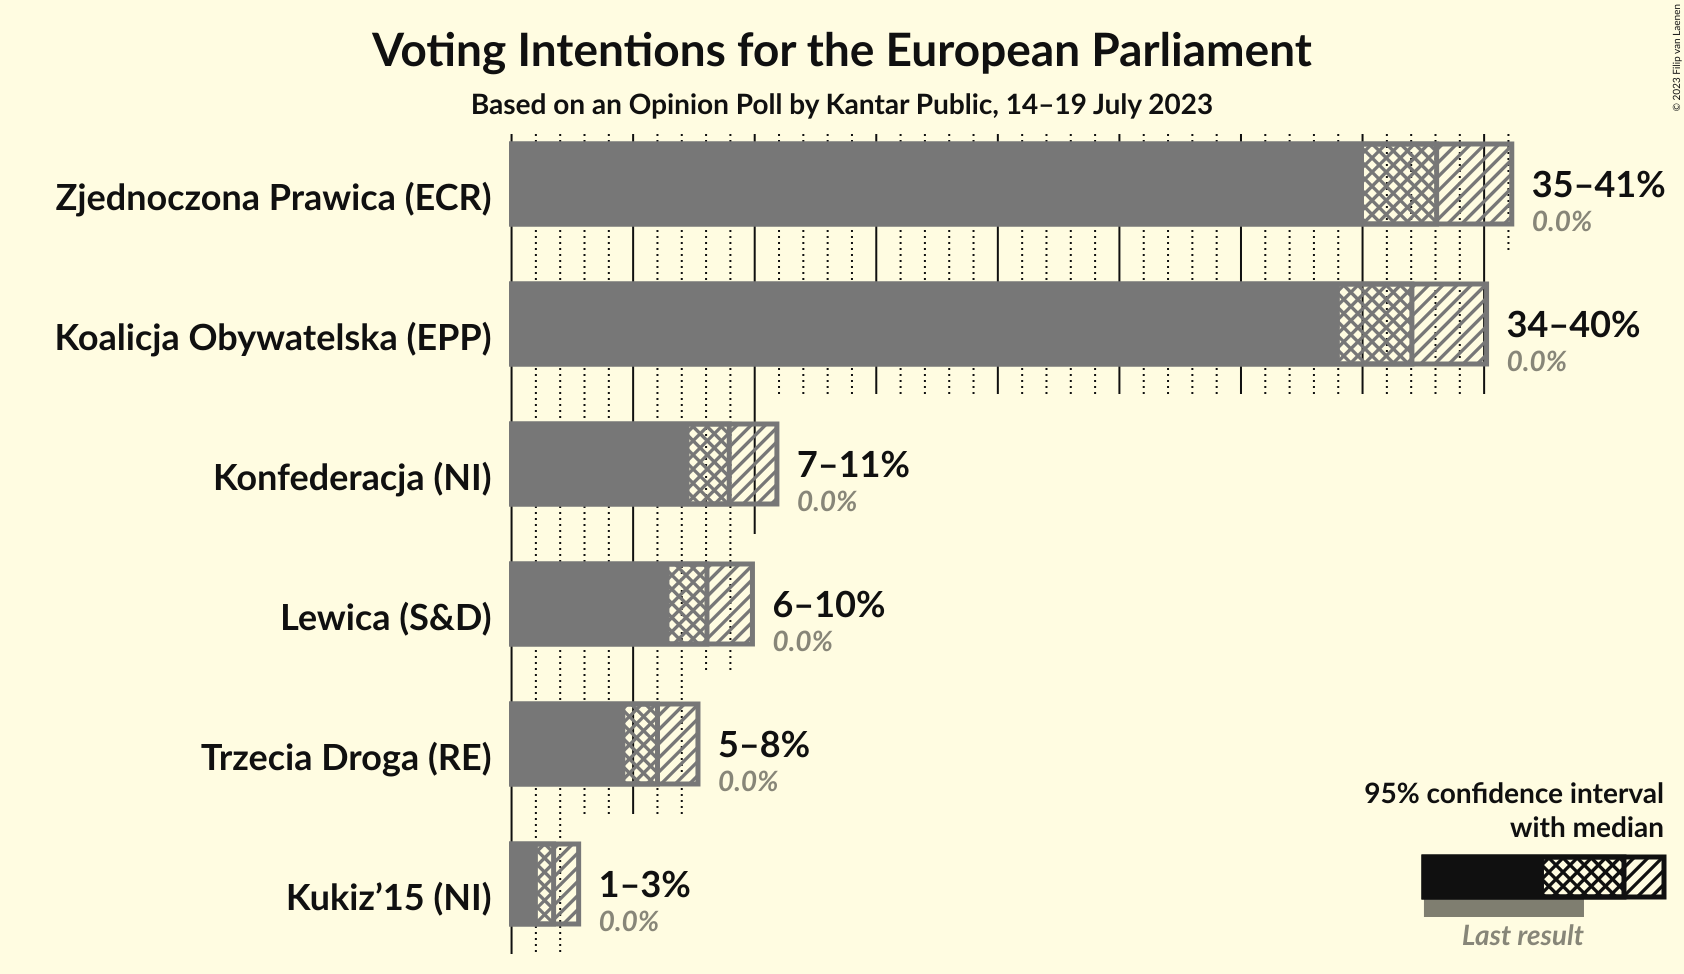 Voting Intentions for the European Parliament
Based on an Opinion Poll by Kantar Public, 14–19 July 2023
© 2023 Filip van Laenen
Zjednoczona Prawica (ECR)
35–41%
0.0%
Koalicja Obywatelska (EPP)
34–40%
0.0%
Konfederacja (NI)
7–11%
0.0%
Lewica (S&D)
6–10%
0.0%
Trzecia Droga (RE)
5–8%
0.0%
Kukiz’15 (NI)
1–3%
0.0%
95% confidence interval
with median
Last result